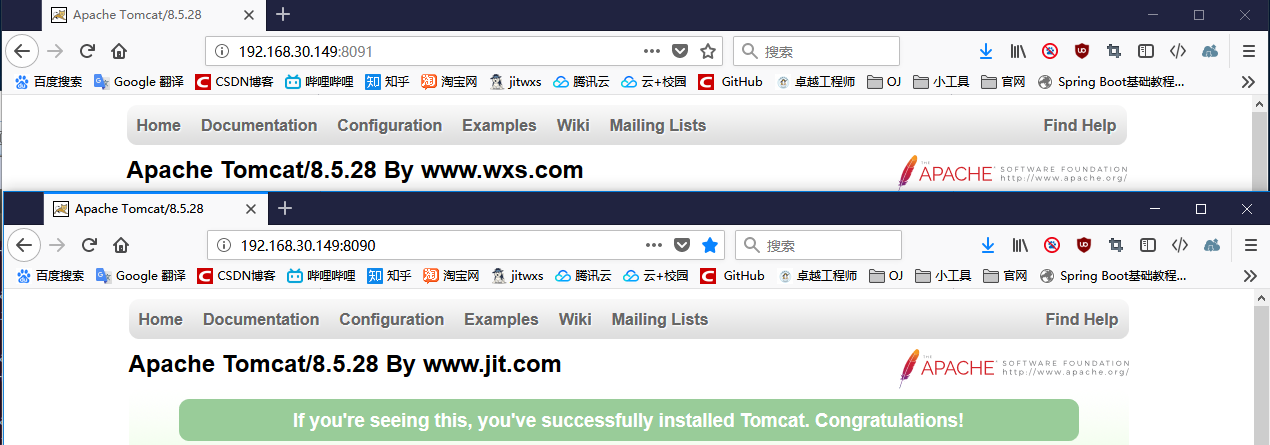 Apache Tomcat/8.5.28
192.168.30.149:8091
搜索
百度搜索 Google 翻译 CSDN博客 哔哩哔哩 知乎 淘宝网 jitwxs 腾讯云 云+校园 GitHub 卓越工程师 OJ 小工具 官网 Spring Boot基础教程...
Home Documentation Configuration Examples Wiki Mailing Lists Find Help
Apache Tomcat/8.5.28 By www.wxs.com
THE
APACHE SOFTWARE FOUNDATION
http://www.apache.org/
Apache Tomcat/8.5.28
192.168.30.149:8090
搜索
百度搜索 Google 翻译 CSDN博客 哔哩哔哩 知乎 淘宝网 jitwxs 腾讯云 云+校园 GitHub 卓越工程师 OJ 小工具 官网 Spring Boot基础教程...
Home Documentation Configuration Examples Wiki Mailing Lists Find Help
Apache Tomcat/8.5.28 By www.jit.com
THE
APACHE SOFTWARE FOUNDATION
http://www.apache.org/
If you're seeing this, you've successfully installed Tomcat. Congratulations!